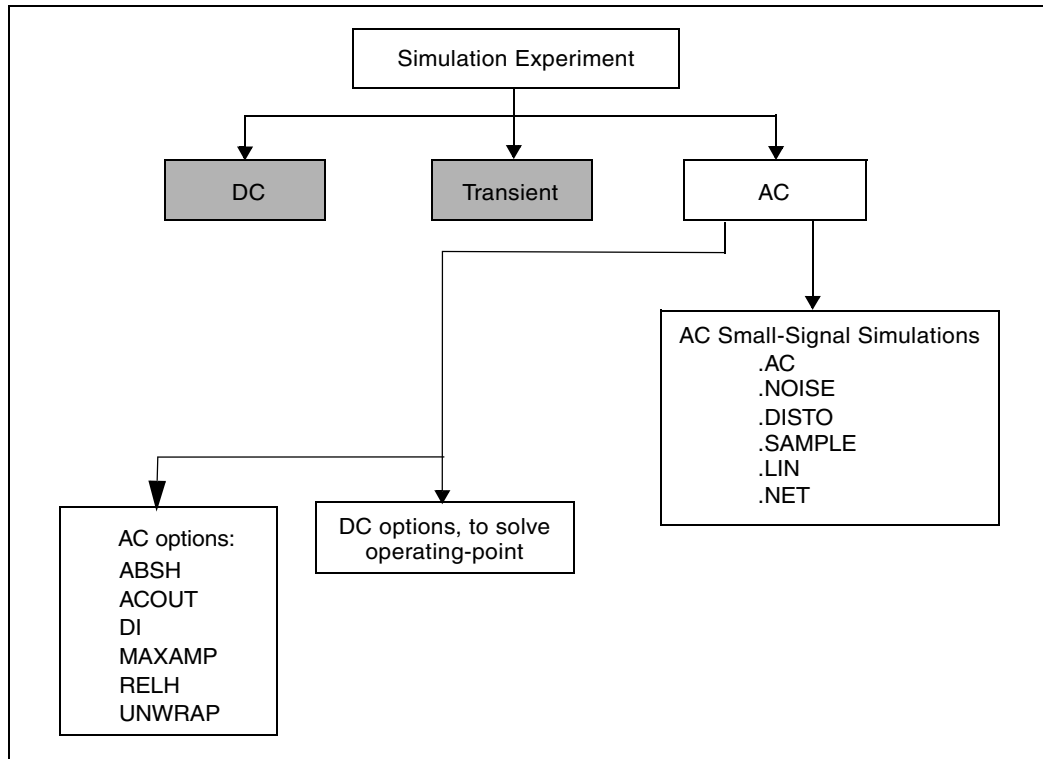 Simulation Experiment
DC
Transient
AC
AC Small-Signal Simulations
.AC
.NOISE
.DISTO
.SAMPLE
.LIN
.NET
AC options:
ABSH
ACOUT
DI
MAXAMP
RELH
UNWRAP
DC options, to solve
operating-point